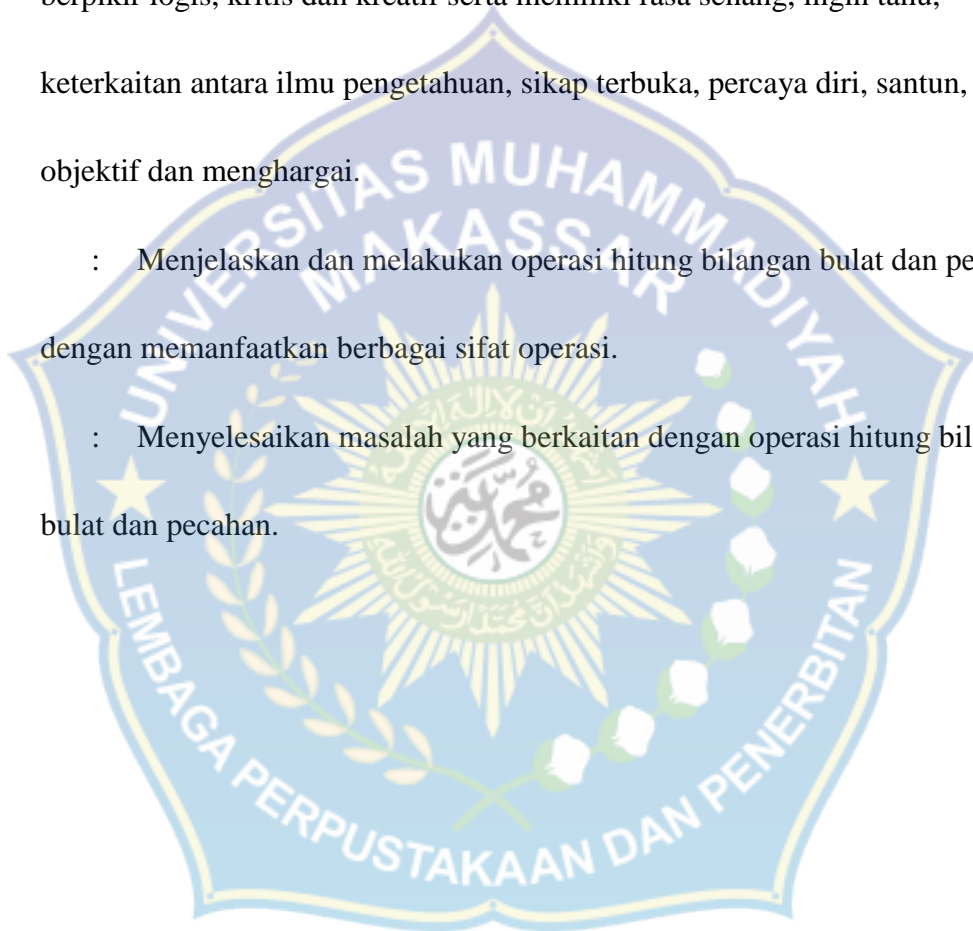 berpikir logis, kritis dan kreatif serta memiliki rasa senang, ingin tahu,
keterkaitan antara ilmu pengetahuan, sikap terbuka, percaya diri, santun,
objektif dan menghargai.
: Menjelaskan dan melakukan operasi hitung bilangan bulat dan pe
dengan memanfaatkan berbagai sifat operasi.
: Menyelesaikan masalah yang berkaitan dengan operasi hitung bil
bulat dan pecahan.
UNIVERSITAS MUHAMMADIYAH
MAKASSAR
محمدية
LEMBAGA PERPUSTAKAAN DAN PENERBITAN